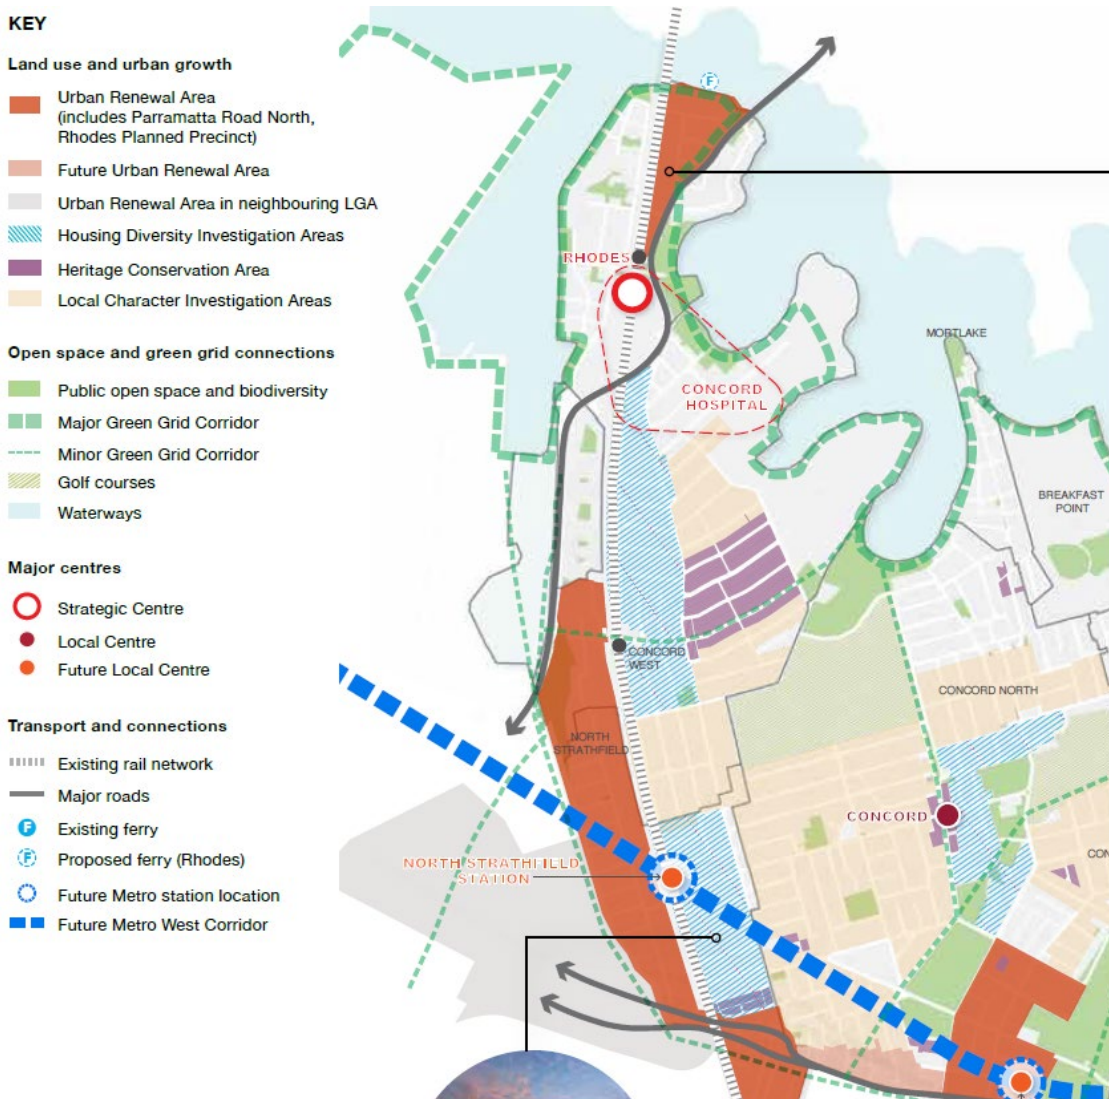 KEY
Land use and urban growth
Urban Renewal Area
(includes Parramatta Road North,
Rhodes Planned Precinct)
Future Urban Renewal Area
Urban Renewal Area in neighbouring LGA
Housing Diversity Investigation Areas
Heritage Conservation Area
Local Character Investigation Areas
Open space and green grid connections
Public open space and biodiversity
Major Green Grid Corridor
Minor Green Grid Corridor
Golf courses
Waterways
Major centres
Strategic Centre
Local Centre
Future Local Centre
Transport and connections
Existing rail network
Major roads
F Existing ferry
F Proposed ferry (Rhodes)
Future Metro station location
Future Metro West Corridor
F
RHODES
MORTLAKE
CONCORD
HOSPITAL
BREAKFAST
POINT
CONCORD
WEST
CONCORD NORTH
NORTH
STRATHFIELD
CONCORD
NORTH STRATHFIELD
STATION
CON